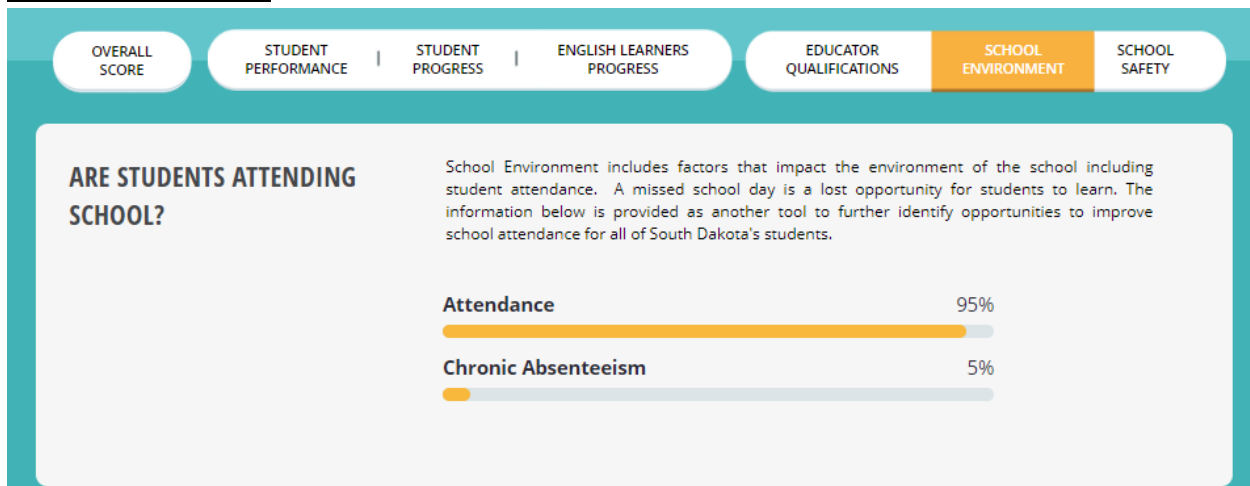 OVERALL SCORE
STUDENT PERFORMANCE | STUDENT PROGRESS | ENGLISH LEARNERS PROGRESS
EDUCATOR QUALIFICATIONS
SCHOOL ENVIRONMENT
SCHOOL SAFETY
ARE STUDENTS ATTENDING
SCHOOL?
School Environment includes factors that impact the environment of the school including
student attendance. A missed school day is a lost opportunity for students to learn. The
information below is provided as another tool to further identify opportunities to improve
school attendance for all of South Dakota's students.
Attendance 95%
Chronic Absenteeism 5%